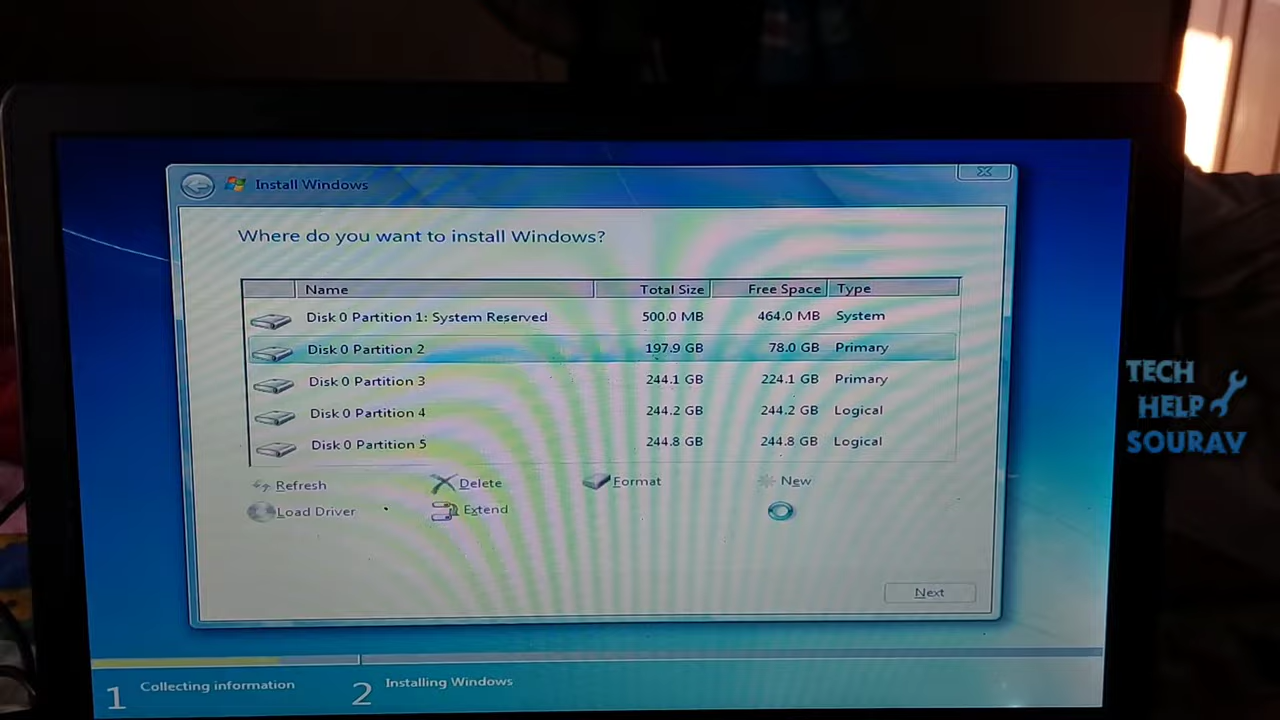 Install Windows
Where do you want to install Windows?
Name Total Size Free Space Type
Disk 0 Partition 1: System Reserved 500.0 MB 464.0 MB System
Disk 0 Partition 2 197.9 GB 78.0 GB Primary
Disk 0 Partition 3 244.1 GB 224.1 GB Primary
Disk 0 Partition 4 244.2 GB 244.2 GB Logical
Disk 0 Partition 5 244.8 GB 244.8 GB Logical
Refresh Delete Format New
Load Driver Extend
Next
1 Collecting information 2 Installing Windows
TECH
HELP
SOURAV